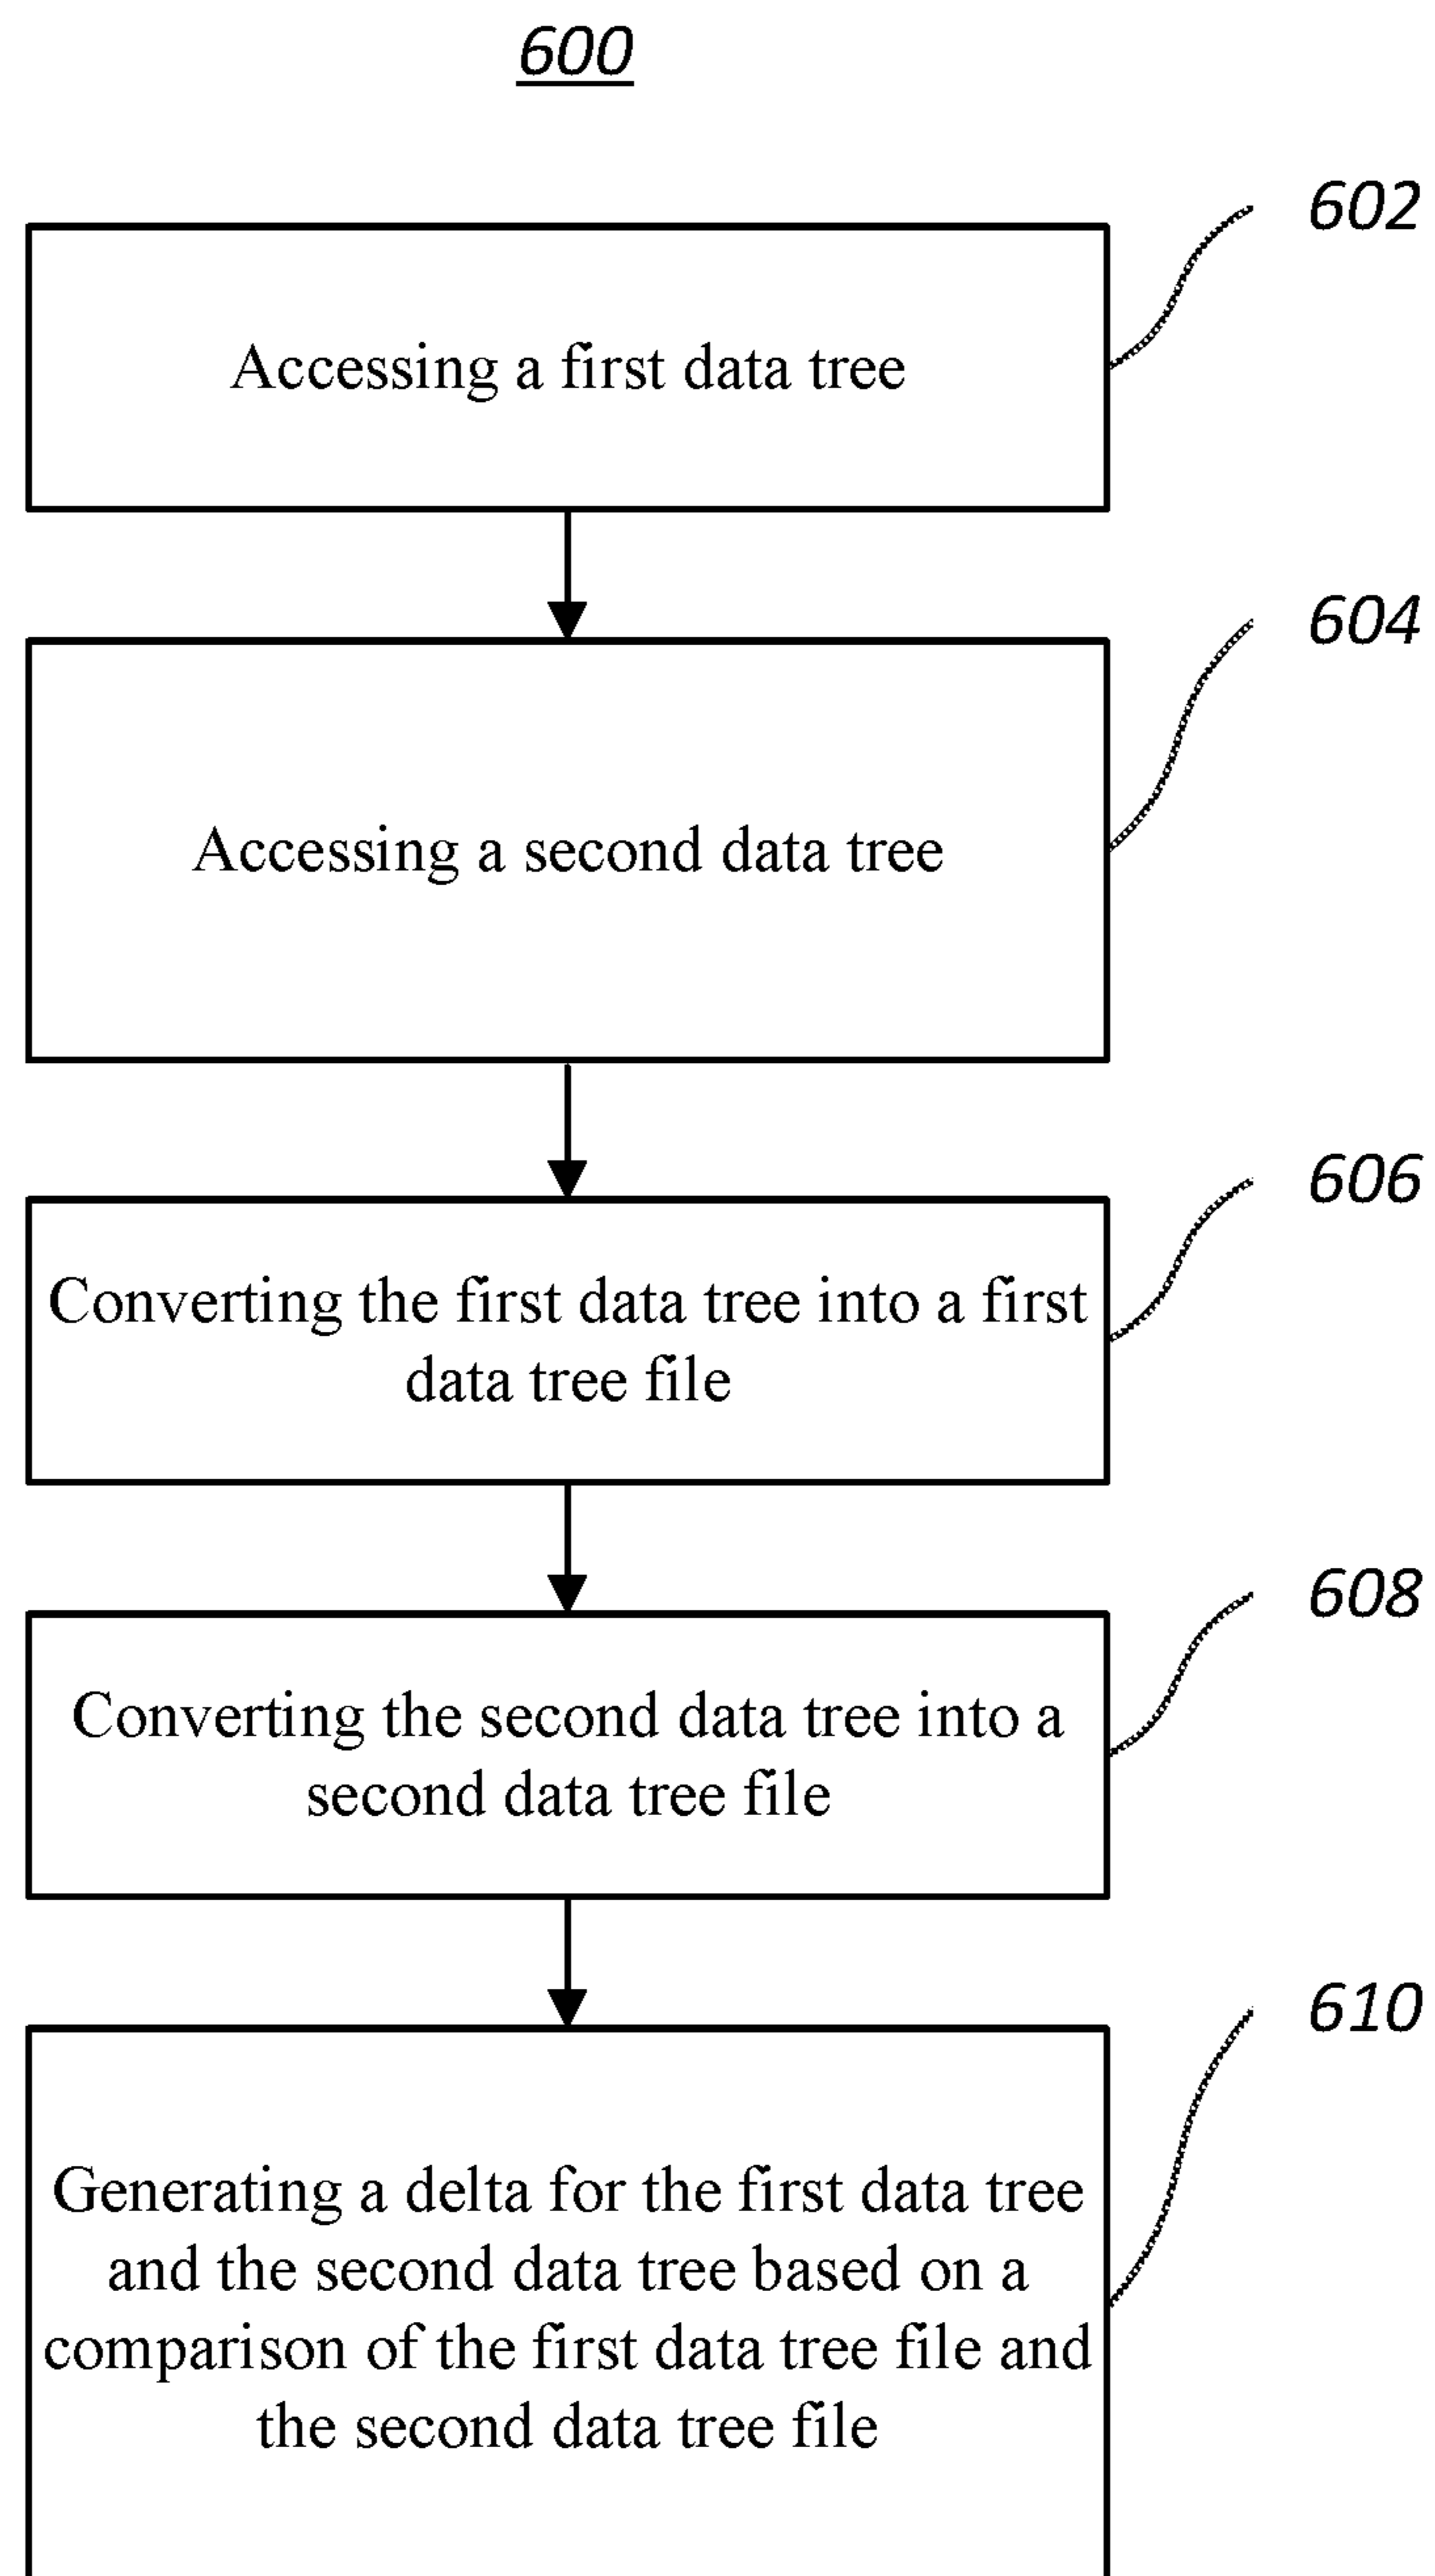 600
602
Accessing a first data tree
604
Accessing a second data tree
606
Converting the first data tree into a first
data tree file
608
Converting the second data tree into a
second data tree file
610
Generating a delta for the first data tree
and the second data tree based on a
comparison of the first data tree file and
the second data tree file